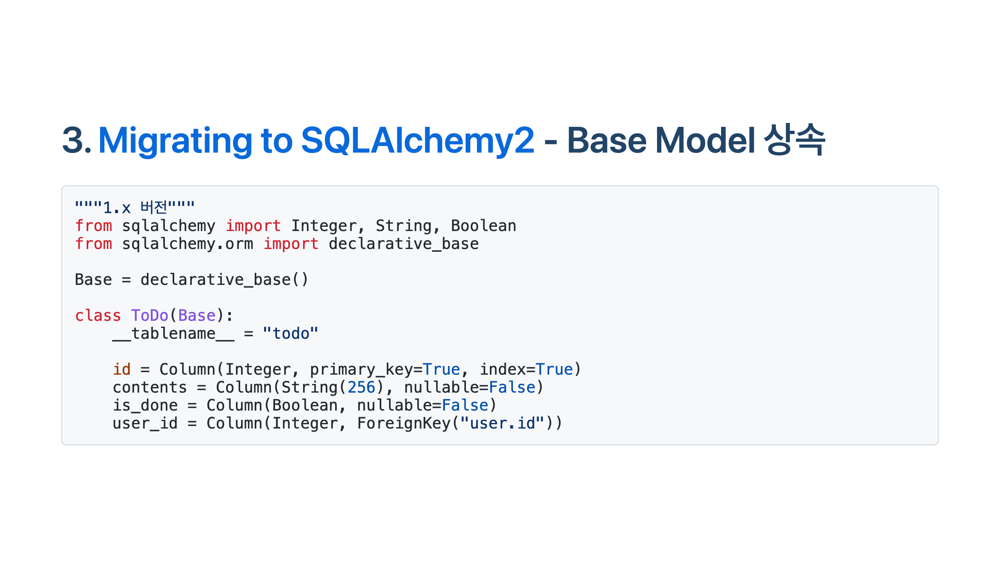 3. Migrating to SQLAlchemy2 - Base Model 상속
"""1.x 버전"""
from sqlalchemy import Integer, String, Boolean
from sqlalchemy.orm import declarative_base

Base = declarative_base()

class ToDo(Base):
    __tablename__ = "todo"

    id = Column(Integer, primary_key=True, index=True)
    contents = Column(String(256), nullable=False)
    is_done = Column(Boolean, nullable=False)
    user_id = Column(Integer, ForeignKey("user.id"))